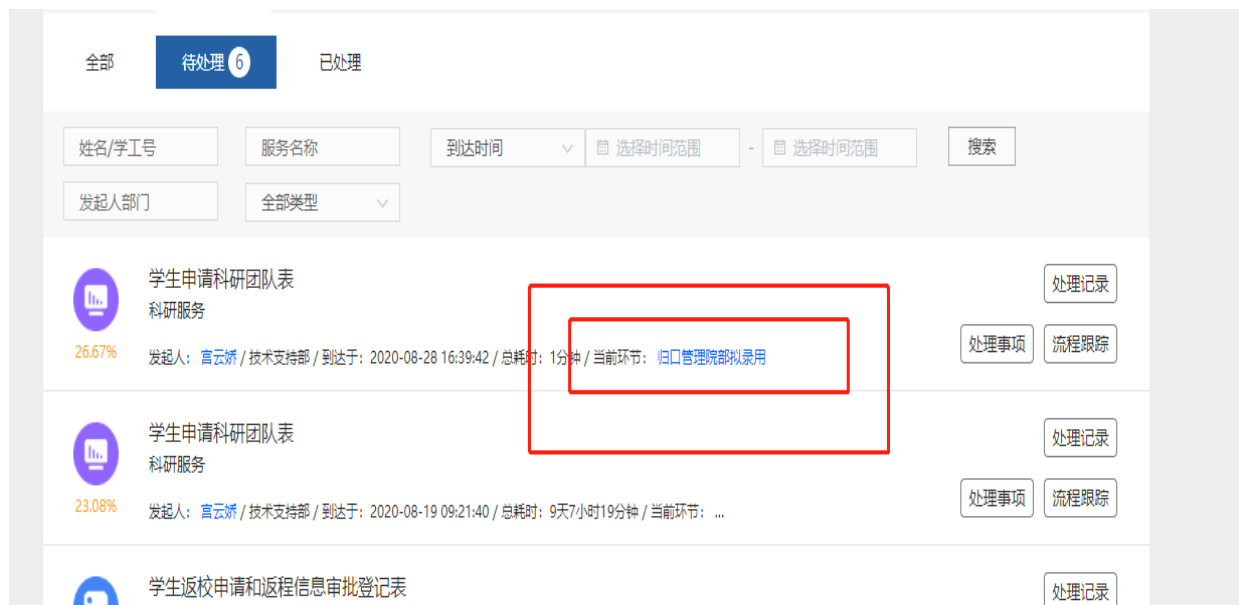 全部 待处理 6 已处理
姓名/学工号 服务名称 到达时间 选择时间范围 - 选择时间范围 搜索
发起人部门 全部类型
学生申请科研团队表 处理记录
科研服务
26.67% 发起人: 宫云娇 / 技术支持部 / 到达于: 2020-08-28 16:39:42 / 总耗时: 1分钟 / 当前环节: 归口管理院部拟录用 处理事项 流程跟踪
学生申请科研团队表 处理记录
科研服务
23.08% 发起人: 宫云娇 / 技术支持部 / 到达于: 2020-08-19 09:21:40 / 总耗时: 9天7小时19分钟 / 当前环节: ... 处理事项 流程跟踪
学生返校申请和返程信息审批登记表 处理记录